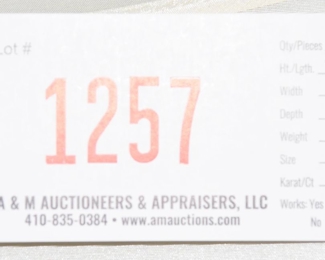 Lot #
1257
A & M AUCTIONEERS & APPRAISERS, LLC
410-835-0384 • www.amauctions.com
Qty/Pieces
Ht./Lgth
Width
Depth
Weight
Size
Karat/Ct
Works: Yes
No